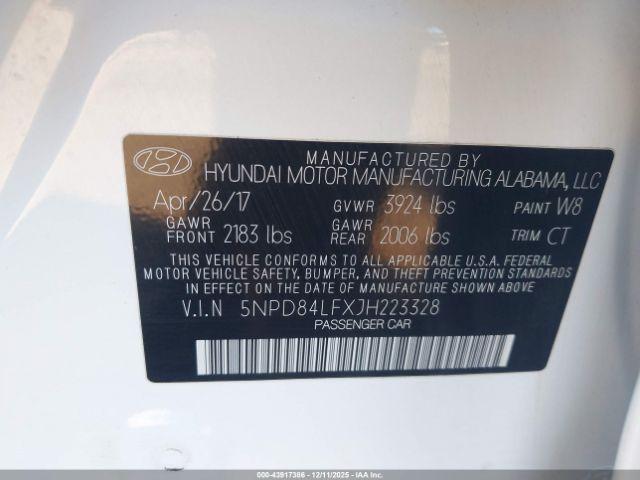 MANUFACTURED BY
HYUNDAI MOTOR MANUFACTURING ALABAMA, LLC
Apr/26/17 GVWR 3924 lbs PAINT W8
GAWR FRONT 2183 lbs GAWR REAR 2006 lbs TRIM CT
THIS VEHICLE CONFORMS TO ALL APPLICABLE U.S.A. FEDERAL
MOTOR VEHICLE SAFETY, BUMPER, AND THEFT PREVENTION STANDARDS
IN EFFECT ON THE DATE OF MANUFACTURE SHOWN ABOVE.
V.I.N 5NPD84LFXJH223328
PASSENGER CAR
000-43917386 - 12/11/2025 - IAAI.COM